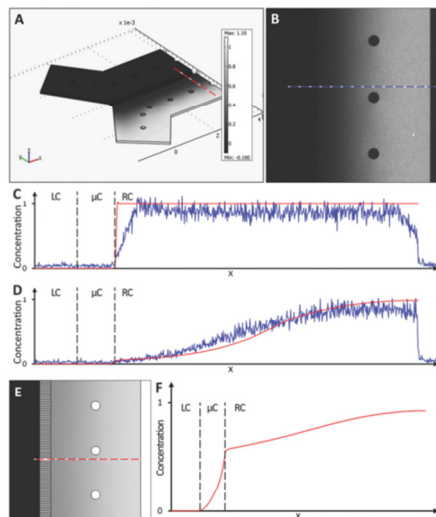 A
x 1e-3
Max: 1.10
1
0.8
0.6
0.4
0.2
0
Min: -0.100
0
2
4
z
y
x
B
C
Concentration
1
0
LC
µC
RC
X
D
Concentration
1
0
LC
µC
RC
X
E
F
Concentration
1
0
LC
µC
RC
X